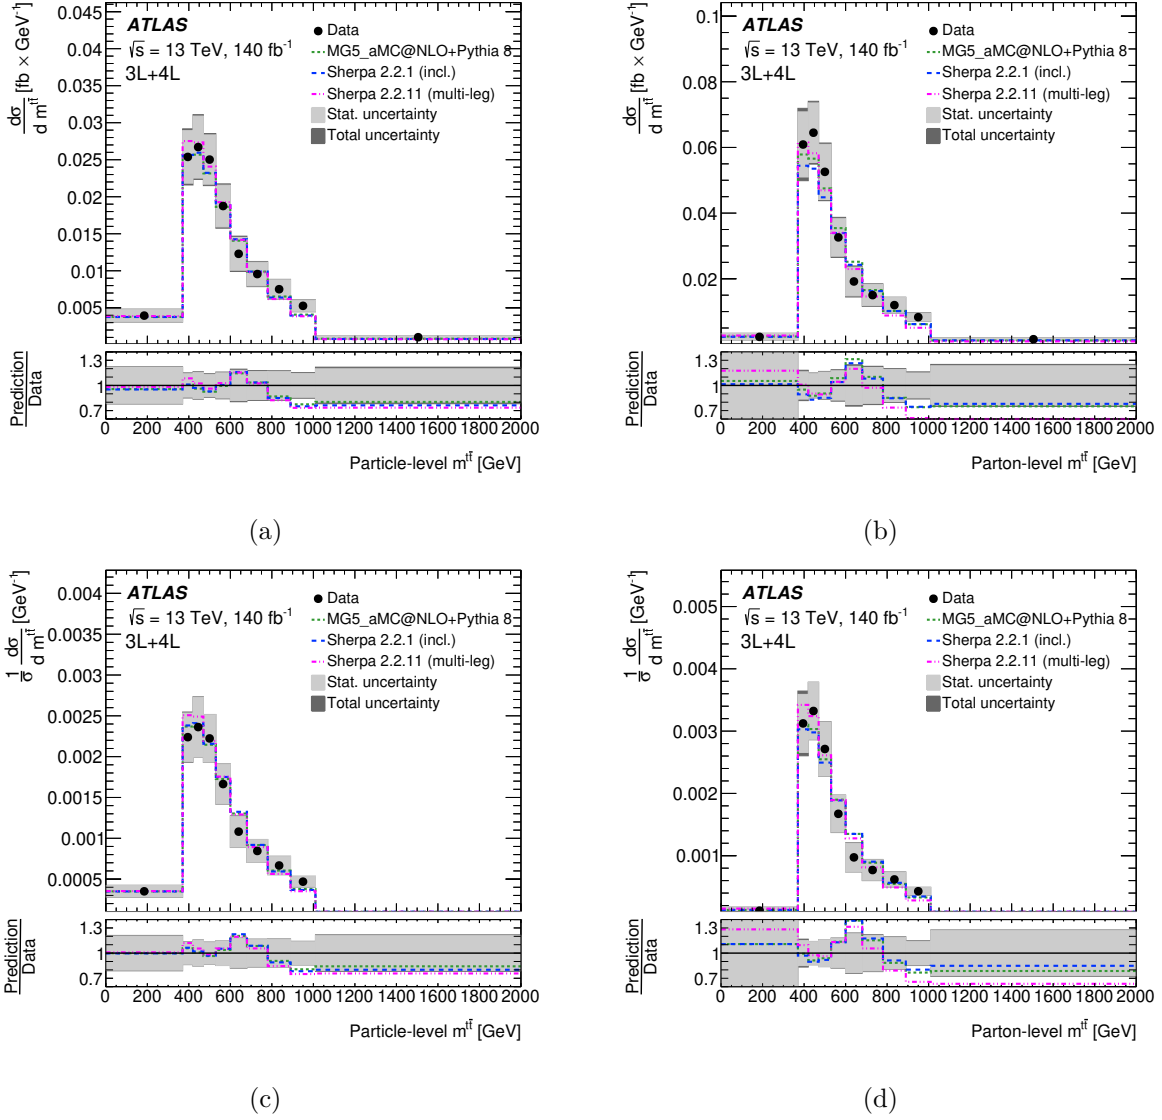 ATLAS
√s = 13 TeV, 140 fb⁻¹
3L+4L
Data
MG5_aMC@NLO+Pythia 8
Sherpa 2.2.1 (incl.)
Sherpa 2.2.11 (multi-leg)
Stat. uncertainty
Total uncertainty
dσ / d m^{tt̄} [fb × GeV⁻¹]
0.045
0.04
0.035
0.03
0.025
0.02
0.015
0.01
0.005
Prediction / Data
1.3
1
0.7
0 200 400 600 800 1000 1200 1400 1600 1800 2000
Particle-level m^{tt̄} [GeV]
(a)
ATLAS
√s = 13 TeV, 140 fb⁻¹
3L+4L
Data
MG5_aMC@NLO+Pythia 8
Sherpa 2.2.1 (incl.)
Sherpa 2.2.11 (multi-leg)
Stat. uncertainty
Total uncertainty
dσ / d m^{tt̄} [fb × GeV⁻¹]
0.1
0.08
0.06
0.04
0.02
Prediction / Data
1.3
1
0.7
0 200 400 600 800 1000 1200 1400 1600 1800 2000
Parton-level m^{tt̄} [GeV]
(b)
ATLAS
√s = 13 TeV, 140 fb⁻¹
3L+4L
Data
MG5_aMC@NLO+Pythia 8
Sherpa 2.2.1 (incl.)
Sherpa 2.2.11 (multi-leg)
Stat. uncertainty
Total uncertainty
1/σ dσ / d m^{tt̄} [GeV⁻¹]
0.004
0.0035
0.003
0.0025
0.002
0.0015
0.001
0.0005
Prediction / Data
1.3
1
0.7
0 200 400 600 800 1000 1200 1400 1600 1800 2000
Particle-level m^{tt̄} [GeV]
(c)
ATLAS
√s = 13 TeV, 140 fb⁻¹
3L+4L
Data
MG5_aMC@NLO+Pythia 8
Sherpa 2.2.1 (incl.)
Sherpa 2.2.11 (multi-leg)
Stat. uncertainty
Total uncertainty
1/σ dσ / d m^{tt̄} [GeV⁻¹]
0.005
0.004
0.003
0.002
0.001
Prediction / Data
1.3
1
0.7
0 200 400 600 800 1000 1200 1400 1600 1800 2000
Parton-level m^{tt̄} [GeV]
(d)